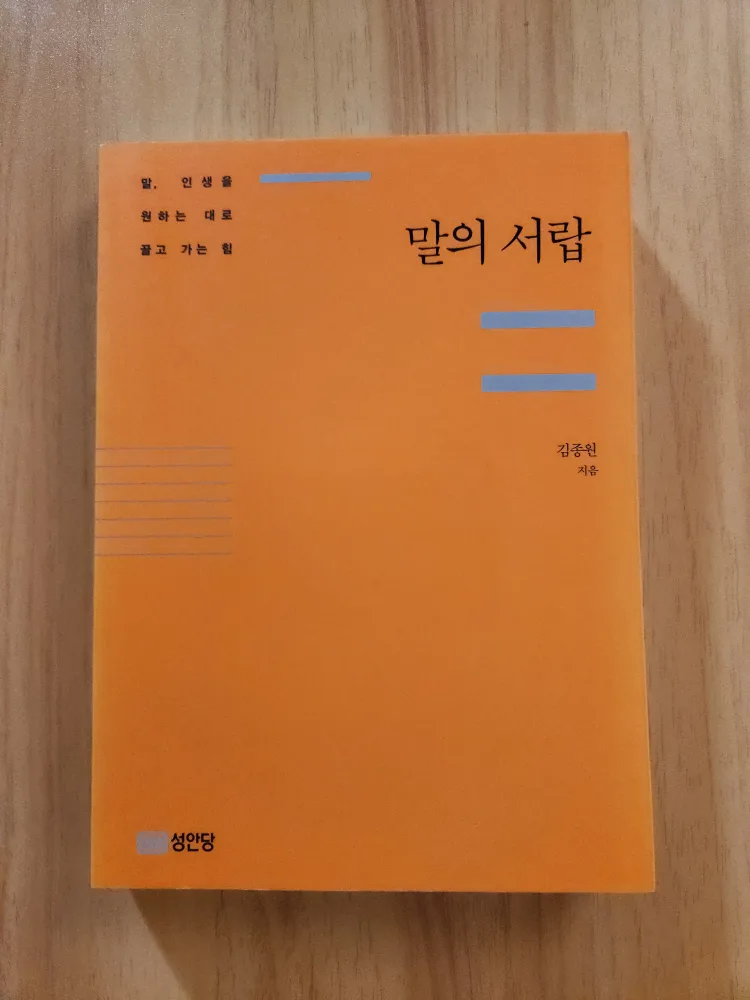 말, 인생을
원하는 대로
끌고 가는 힘
말의 서랍
김종원
지음
성안당